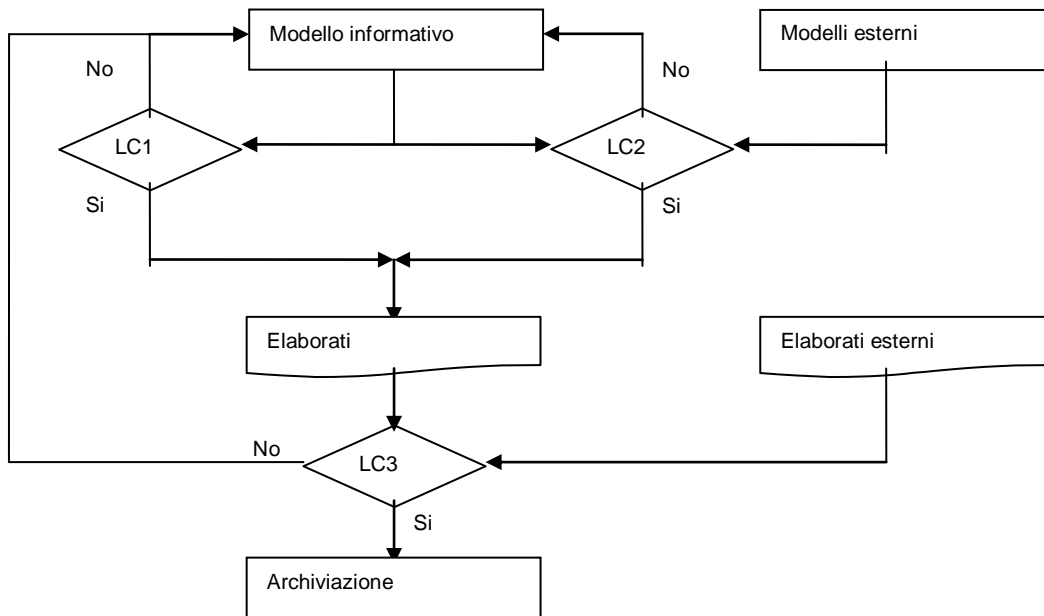 Modello informativo
Modelli esterni
No
No
LC1
LC2
Si
Si
Elaborati
Elaborati esterni
No
LC3
Si
Archiviazione